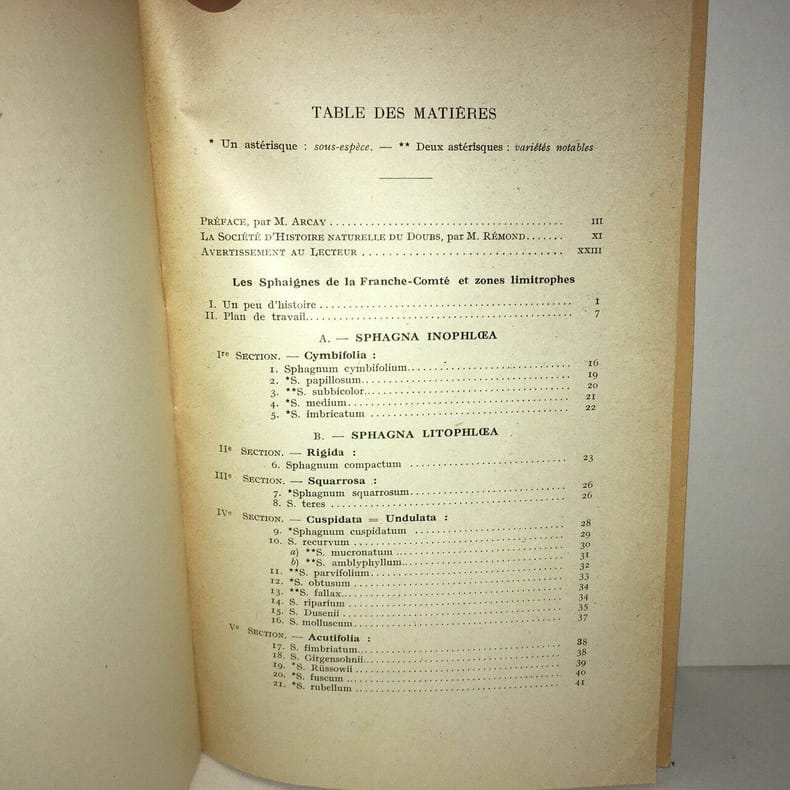 TABLE DES MATIÈRES
* Un astérisque : sous-espèce. — ** Deux astérisques : variétés notables
PRÉFACE, par M. ARCAY ........ III
LA SOCIÉTÉ D'HISTOIRE NATURELLE DU DOUBS, par M. RÉMOND....... XI
AVERTISSEMENT AU LECTEUR ........ XXIII
Les Sphaignes de la Franche-Comté et zones limitrophes
I. Un peu d'histoire ........ 1
II. Plan de travail........ 7
A. — SPHAGNA INOPHLŒA
Ire SECTION. — Cymbifolia :
1. Sphagnum cymbifolium........ 16
2. *S. papillosum........ 19
3. **S. subbicolor........ 20
4. *S. medium........ 21
5. *S. imbricatum ........ 22
B. — SPHAGNA LITOPHLŒA
IIe SECTION. — Rigida :
6. Sphagnum compactum ........ 23
IIIe SECTION. — Squarrosa :
7. *Sphagnum squarrosum........ 26
8. S. teres ........ 26
IVe SECTION. — Cuspidata = Undulata :
9. *Sphagnum cuspidatum ........ 28
10. S. recurvum ........ 29
a) **S. mucronatum ........ 30
b) **S. amblyphyllum........ 31
11. **S. parvifolium........ 32
12. *S. obtusum ........ 33
13. **S. fallax........ 34
14. S. riparium ........ 34
15. S. Dusenii ........ 35
16. S. molluscum........ 37
Ve SECTION. — Acutifolia :
17. S. fimbriatum........ 38
18. S. Girgensohnii........ 38
19. *S. Rüssowii ........ 39
20. *S. fuscum ........ 40
21. *S. rubellum ........ 41